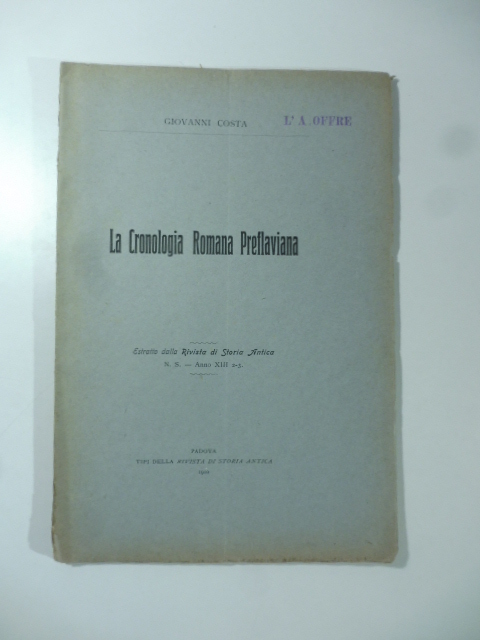 GIOVANNI COSTA
L' A. OFFRE
La Cronologia Romana Preflaviana
Estratto dalla Rivista di Storia Antica
N. S. — Anno XIII 2-3.
PADOVA
TIPI DELLA RIVISTA DI STORIA ANTICA